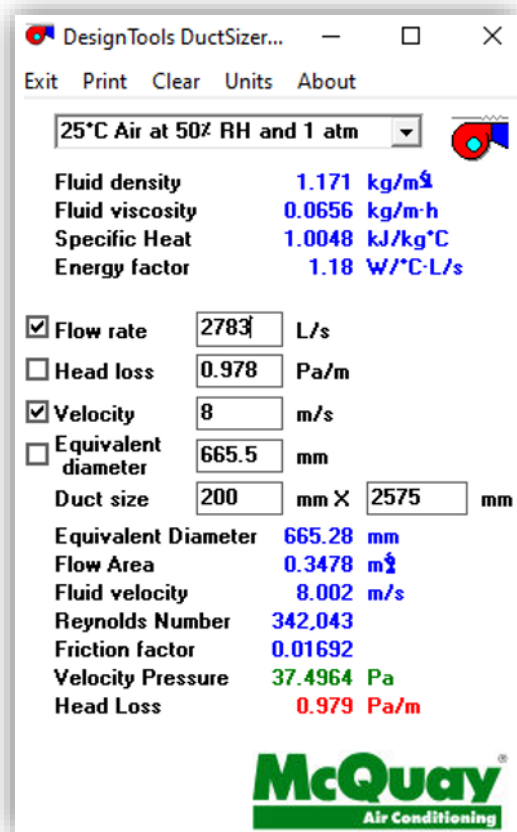 DesignTools DuctSizer...
Exit Print Clear Units About
25°C Air at 50% RH and 1 atm
Fluid density 1.171 kg/m³
Fluid viscosity 0.0656 kg/m·h
Specific Heat 1.0048 kJ/kg°C
Energy factor 1.18 W/°C·L/s
Flow rate 2783 L/s
Head loss 0.978 Pa/m
Velocity 8 m/s
Equivalent diameter 665.5 mm
Duct size 200 mm X 2575 mm
Equivalent Diameter 665.28 mm
Flow Area 0.3478 m²
Fluid velocity 8.002 m/s
Reynolds Number 342,043
Friction factor 0.01692
Velocity Pressure 37.4964 Pa
Head Loss 0.979 Pa/m
McQuay®
Air Conditioning